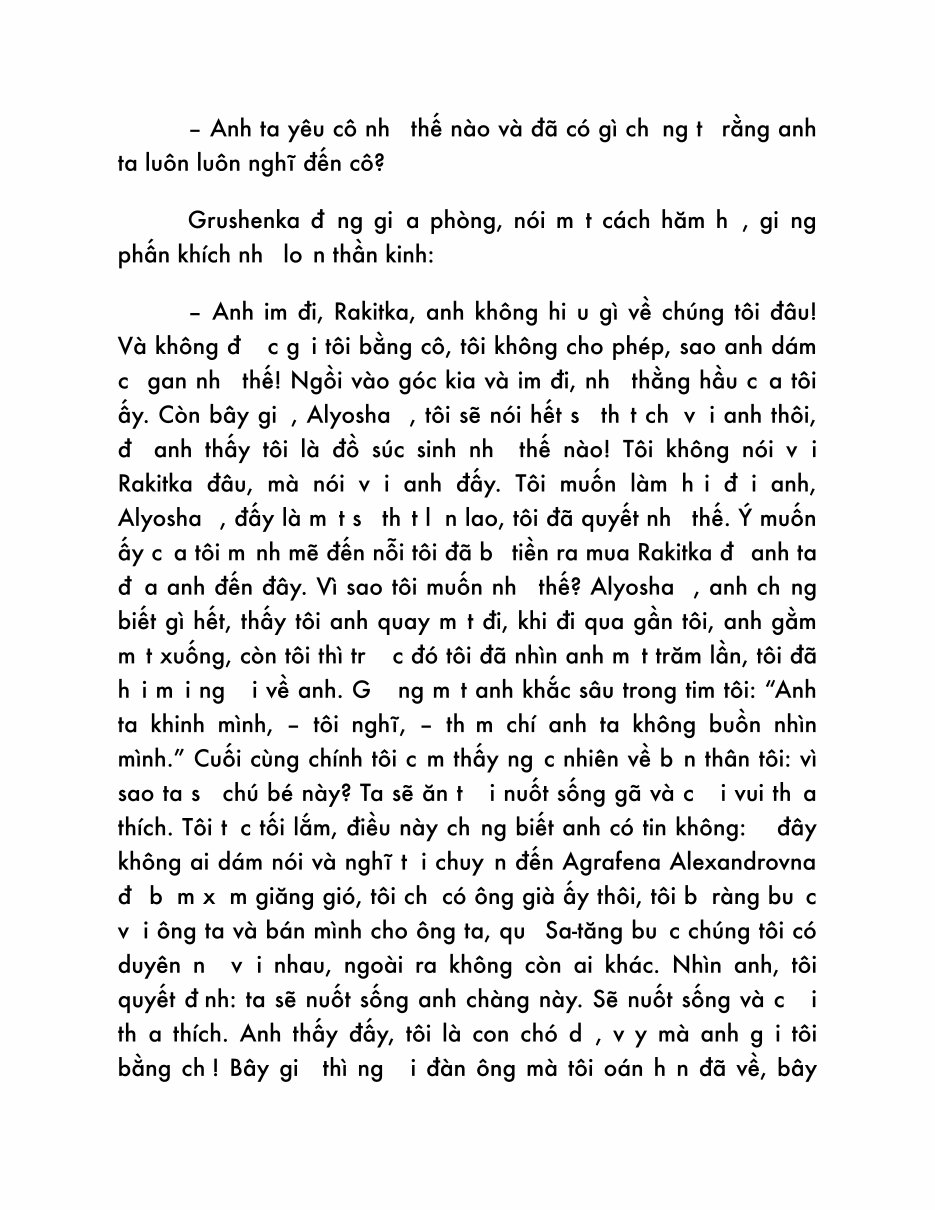 – Anh ta yêu cô nh thế nào và đã có gì ch ng t rằng anh
ta luôn luôn nghĩ đến cô?
Grushenka đ ng gi a phòng, nói m t cách hăm h , gi ng
phấn khích nh lo n thần kinh:
– Anh im đi, Rakitka, anh không hi u gì về chúng tôi đâu!
Và không đ c g i tôi bằng cô, tôi không cho phép, sao anh dám
c gan nh thế! Ngồi vào góc kia và im đi, nh thằng hầu c a tôi
ấy. Còn bây gi , Alyosha , tôi sẽ nói hết s th t ch v i anh thôi,
đ anh thấy tôi là đồ súc sinh nh thế nào! Tôi không nói v i
Rakitka đâu, mà nói v i anh đấy. Tôi muốn làm h i đ i anh,
Alyosha , đấy là m t s th t l n lao, tôi đã quyết nh thế. Ý muốn
ấy c a tôi m nh mẽ đến nỗi tôi đã b tiền ra mua Rakitka đ anh ta
đ a anh đến đây. Vì sao tôi muốn nh thế? Alyosha , anh ch ng
biết gì hết, thấy tôi anh quay m t đi, khi đi qua gần tôi, anh gằm
m t xuống, còn tôi thì tr c đó tôi đã nhìn anh m t trăm lần, tôi đã
h i m i ng i về anh. G ng m t anh khắc sâu trong tim tôi: “Anh
ta khinh mình, – tôi nghĩ, – th m chí anh ta không buồn nhìn
mình.” Cuối cùng chính tôi c m thấy ng c nhiên về b n thân tôi: vì
sao ta s chú bé này? Ta sẽ ăn t i nuốt sống gã và c i vui th a
thích. Tôi t c tối lắm, điều này ch ng biết anh có tin không: đây
không ai dám nói và nghĩ t i chuy n đến Agrafena Alexandrovna
đ b m x m giăng gió, tôi ch có ông già ấy thôi, tôi b ràng bu c
v i ông ta và bán mình cho ông ta, qu Sa-tăng bu c chúng tôi có
duyên n v i nhau, ngoài ra không còn ai khác. Nhìn anh, tôi
quyết đ nh: ta sẽ nuốt sống anh chàng này. Sẽ nuốt sống và c i
th a thích. Anh thấy đấy, tôi là con chó d , v y mà anh g i tôi
bằng ch ! Bây gi thì ng i đàn ông mà tôi oán h n đã về, bây